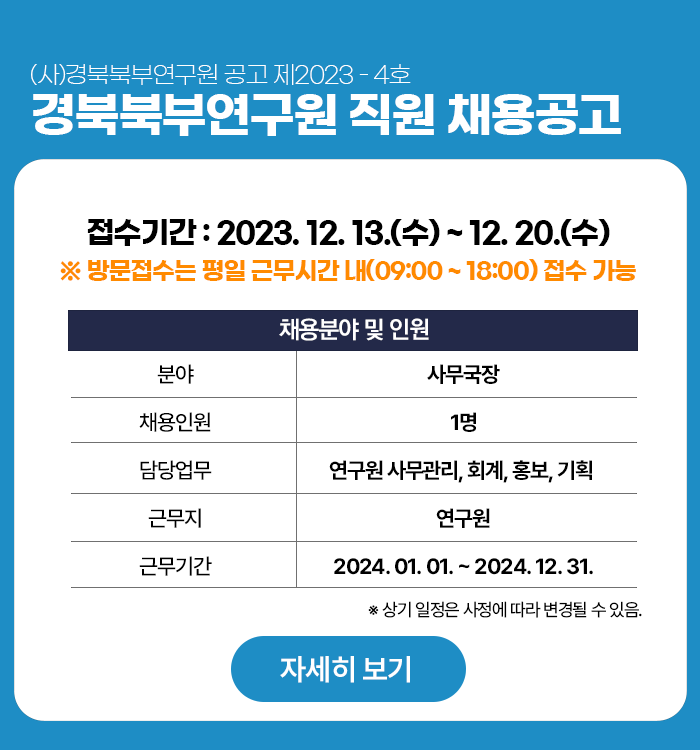 (사)경북북부연구원 공고 제2023 - 4호
경북북부연구원 직원 채용공고
접수기간 : 2023. 12. 13.(수) ~ 12. 20.(수)
※ 방문접수는 평일 근무시간 내(09:00 ~ 18:00) 접수 가능
채용분야 및 인원
분야 사무국장
채용인원 1명
담당업무 연구원 사무관리, 회계, 홍보, 기획
근무지 연구원
근무기간 2024. 01. 01. ~ 2024. 12. 31.
※ 상기 일정은 사정에 따라 변경될 수 있음.
자세히 보기